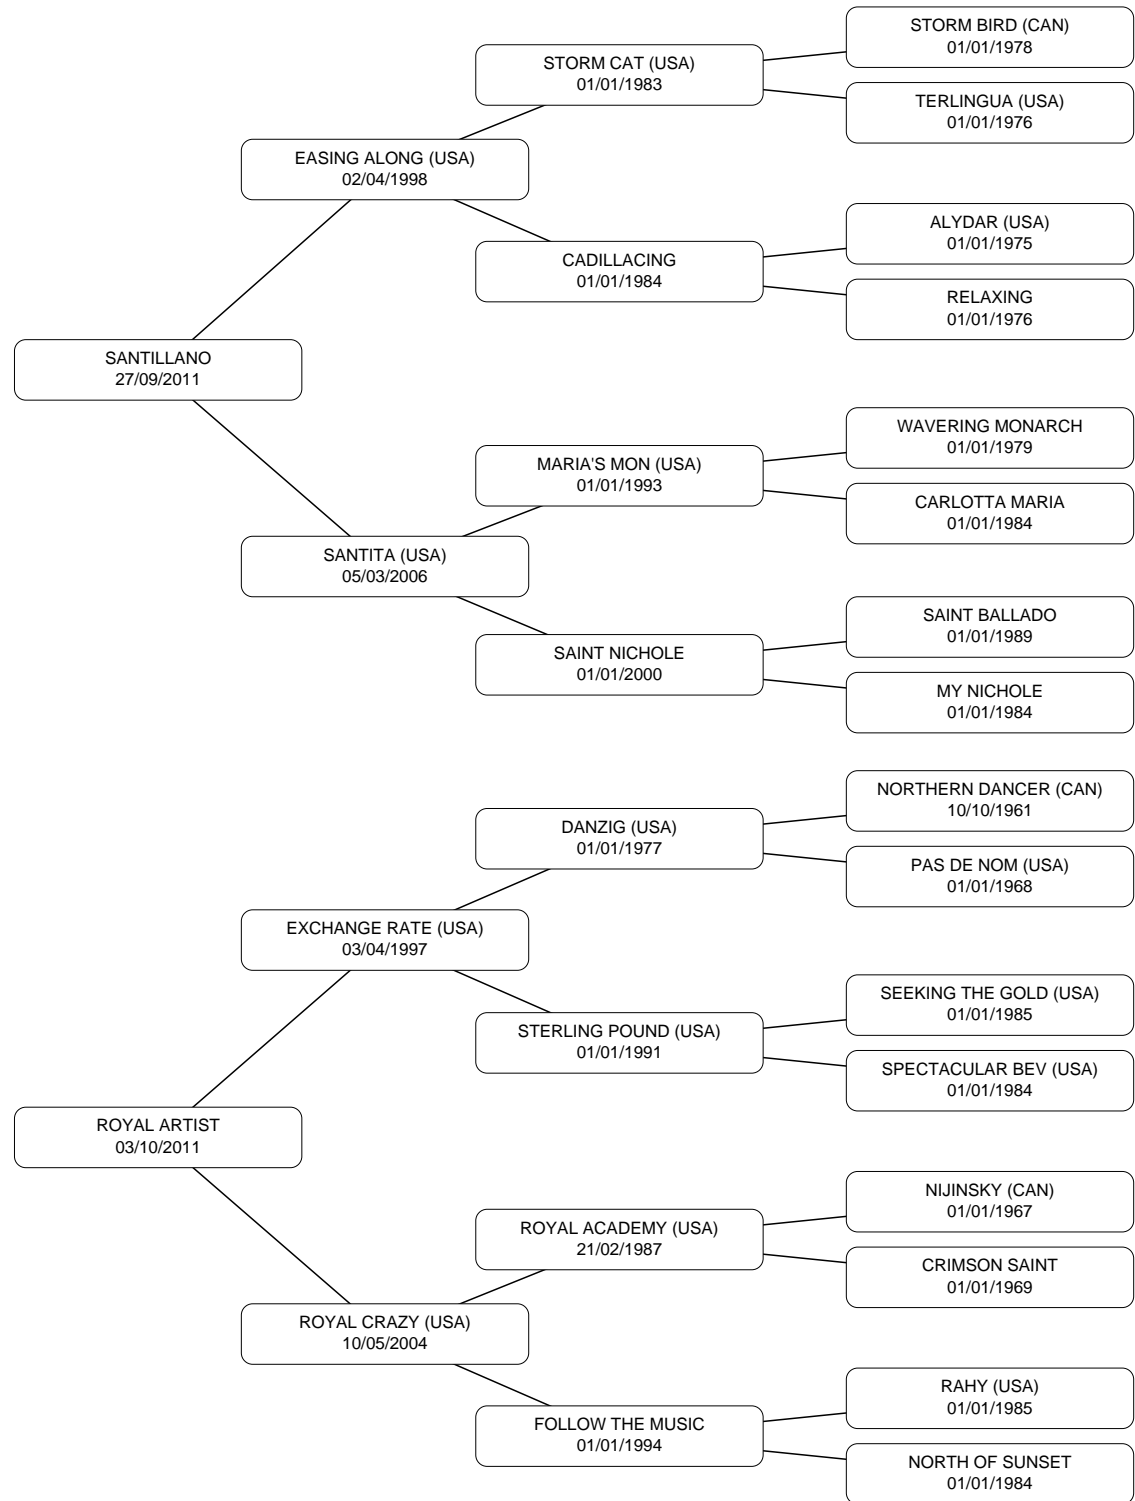 STORM BIRD (CAN)
01/01/1978
STORM CAT (USA)
01/01/1983
TERLINGUA (USA)
01/01/1976
EASING ALONG (USA)
02/04/1998
ALYDAR (USA)
01/01/1975
CADILLACING
01/01/1984
RELAXING
01/01/1976
SANTILLANO
27/09/2011
WAVERING MONARCH
01/01/1979
MARIA'S MON (USA)
01/01/1993
CARLOTTA MARIA
01/01/1984
SANTITA (USA)
05/03/2006
SAINT BALLADO
01/01/1989
SAINT NICHOLE
01/01/2000
MY NICHOLE
01/01/1984
NORTHERN DANCER (CAN)
10/10/1961
DANZIG (USA)
01/01/1977
PAS DE NOM (USA)
01/01/1968
EXCHANGE RATE (USA)
03/04/1997
SEEKING THE GOLD (USA)
01/01/1985
STERLING POUND (USA)
01/01/1991
SPECTACULAR BEV (USA)
01/01/1984
ROYAL ARTIST
03/10/2011
NIJINSKY (CAN)
01/01/1967
ROYAL ACADEMY (USA)
21/02/1987
CRIMSON SAINT
01/01/1969
ROYAL CRAZY (USA)
10/05/2004
RAHY (USA)
01/01/1985
FOLLOW THE MUSIC
01/01/1994
NORTH OF SUNSET
01/01/1984